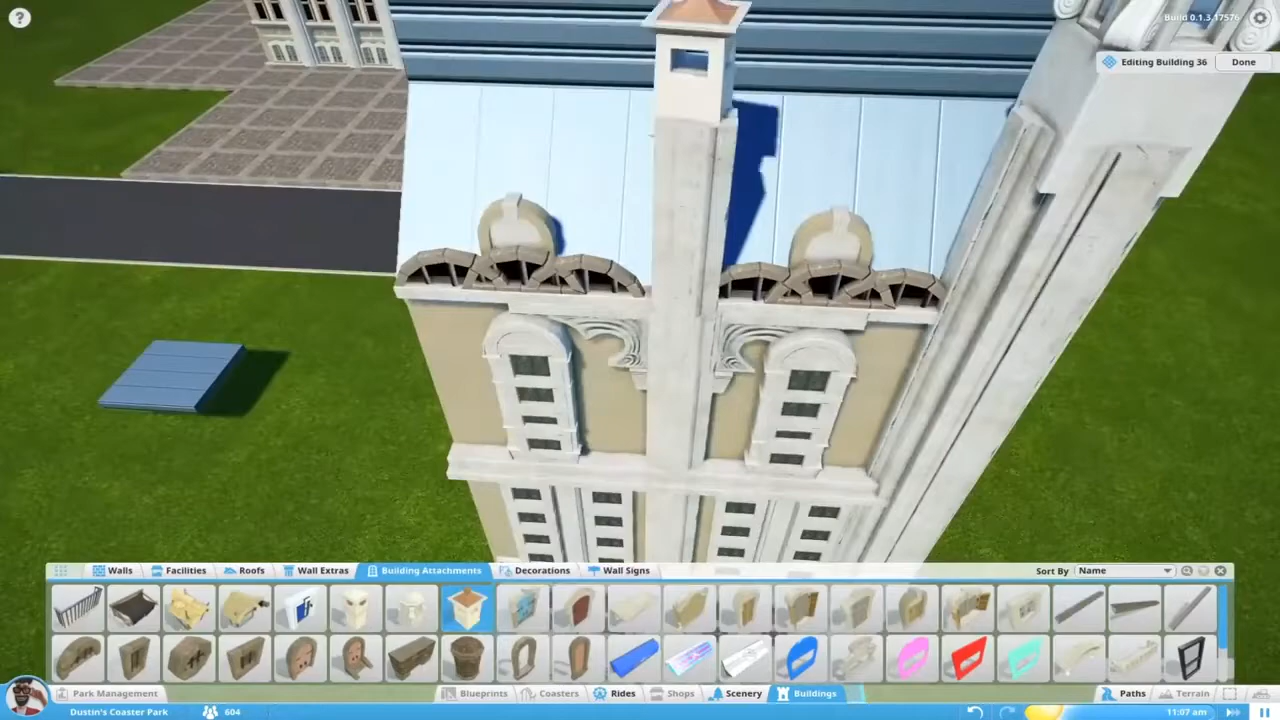 ?
Build 0.1.3.17576
Editing Building 36
Done
Walls
Facilities
Roofs
Wall Extras
Building Attachments
Decorations
Wall Signs
Sort By
Name
Park Management
Blueprints
Coasters
Rides
Shops
Scenery
Buildings
Paths
Terrain
Dustin's Coaster Park
604
11:07 am